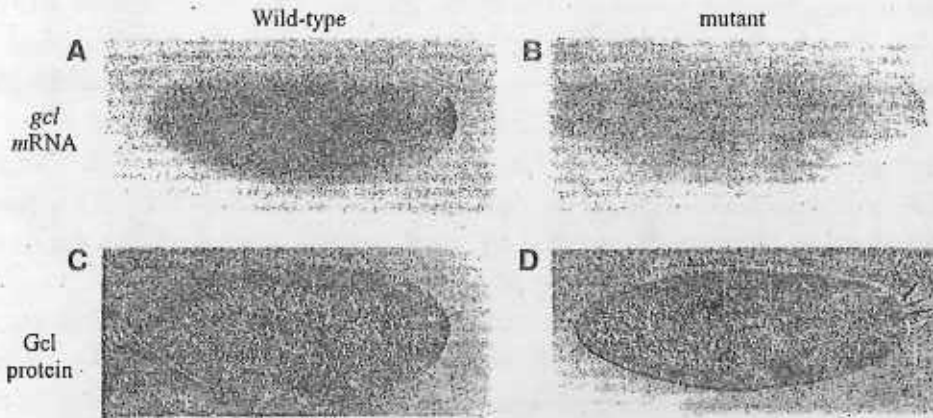 Wild-type
mutant
A
B
gcl
mRNA
C
D
Gcl
protein